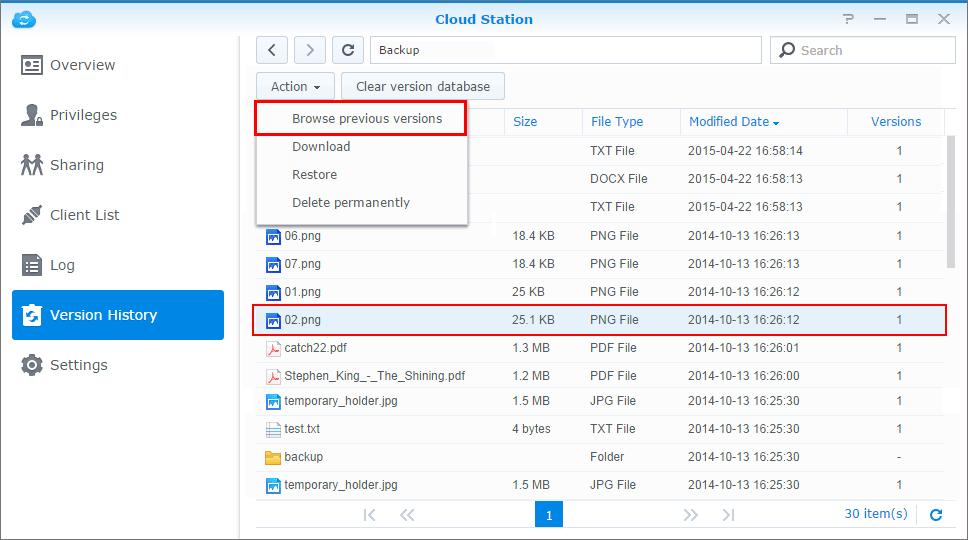 Cloud Station
?
Overview
Privileges
Sharing
Client List
Log
Version History
Settings
Backup
Search
Action
Clear version database
Browse previous versions
Download
Restore
Delete permanently
Size File Type Modified Date Versions
TXT File 2015-04-22 16:58:14 1
DOCX File 2015-04-22 16:58:13 1
TXT File 2015-04-22 16:58:13 1
06.png 18.4 KB PNG File 2014-10-13 16:26:13 1
07.png 18.4 KB PNG File 2014-10-13 16:26:13 1
01.png 25 KB PNG File 2014-10-13 16:26:12 1
02.png 25.1 KB PNG File 2014-10-13 16:26:12 1
catch22.pdf 1.3 MB PDF File 2014-10-13 16:26:01 1
Stephen_King_-_The_Shining.pdf 1.2 MB PDF File 2014-10-13 16:26:00 1
temporary_holder.jpg 1.5 MB JPG File 2014-10-13 16:25:30 1
test.txt 4 bytes TXT File 2014-10-13 16:25:30 1
backup Folder 2014-10-13 16:25:30 -
temporary_holder.jpg 1.5 MB JPG File 2014-10-13 16:25:30 1
1
30 item(s)